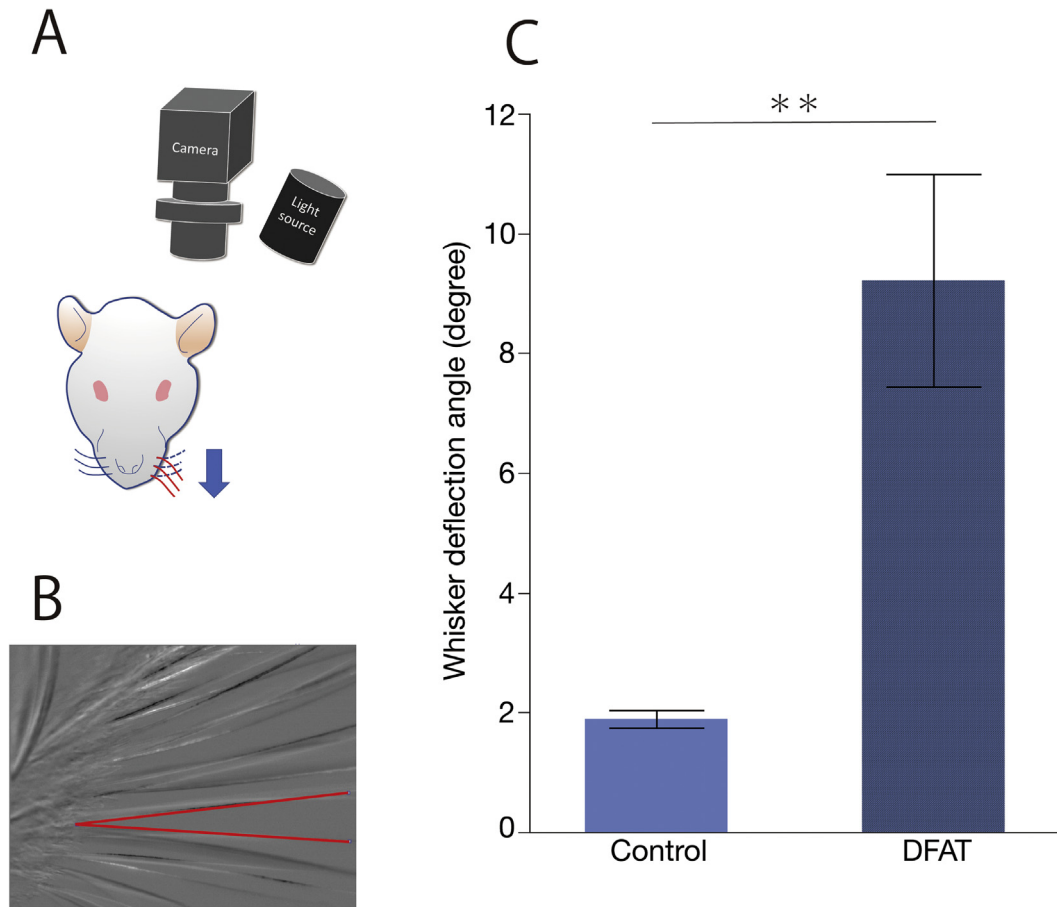 A
Camera
Light
source
B
C
**
Whisker deflection angle (degree)
12
10
8
6
4
2
0
Control
DFAT